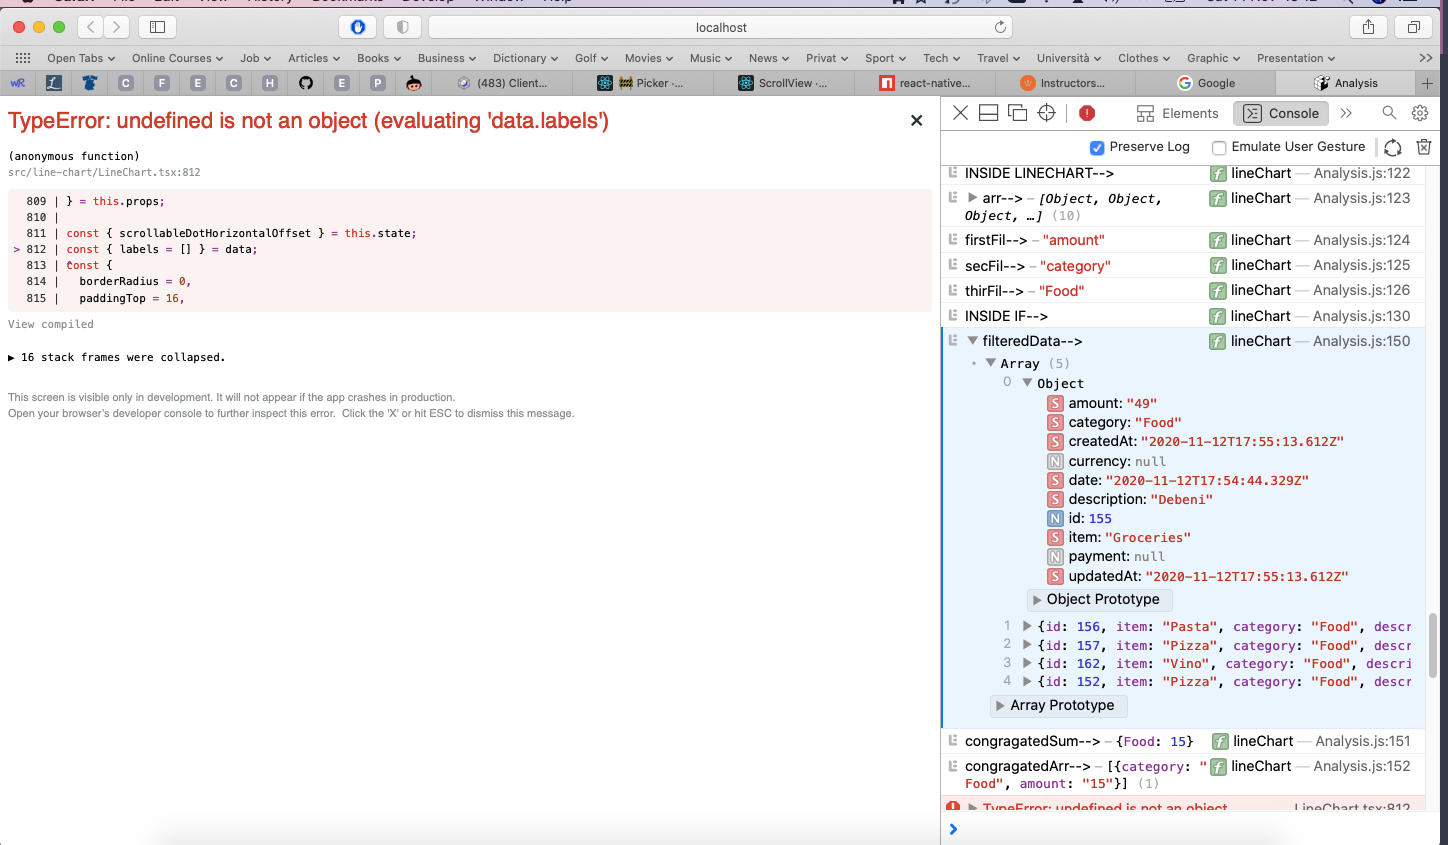 localhost
Open Tabs Online Courses Job Articles Books Business Dictionary Golf Movies Music News Privat Sport Tech Travel Università Clothes Graphic Presentation
wR L C F E C H E P (483) Client... Picker ·... ScrollView ·... react-native... Instructors... Google Analysis
TypeError: undefined is not an object (evaluating 'data.labels')
(anonymous function)
src/line-chart/LineChart.tsx:812
809 | } = this.props;
810 |
811 | const { scrollableDotHorizontalOffset } = this.state;
> 812 | const { labels = [] } = data;
813 | const {
814 | borderRadius = 0,
815 | paddingTop = 16,
View compiled
▶ 16 stack frames were collapsed.
This screen is visible only in development. It will not appear if the app crashes in production.
Open your browser's developer console to further inspect this error. Click the 'X' or hit ESC to dismiss this message.
Elements Console
Preserve Log Emulate User Gesture
INSIDE LINECHART--> f lineChart — Analysis.js:122
arr--> – [Object, Object, f lineChart — Analysis.js:123
Object, …] (10)
firstFil--> – "amount" f lineChart — Analysis.js:124
secFil--> – "category" f lineChart — Analysis.js:125
thirFil--> – "Food" f lineChart — Analysis.js:126
INSIDE IF--> f lineChart — Analysis.js:130
filteredData--> f lineChart — Analysis.js:150
Array (5)
0 Object
S amount: "49"
S category: "Food"
S createdAt: "2020-11-12T17:55:13.612Z"
N currency: null
S date: "2020-11-12T17:54:44.329Z"
S description: "Debeni"
N id: 155
S item: "Groceries"
N payment: null
S updatedAt: "2020-11-12T17:55:13.612Z"
Object Prototype
1 {id: 156, item: "Pasta", category: "Food", descr
2 {id: 157, item: "Pizza", category: "Food", descr
3 {id: 162, item: "Vino", category: "Food", descri
4 {id: 152, item: "Pizza", category: "Food", descr
Array Prototype
congragatedSum--> – {Food: 15} f lineChart — Analysis.js:151
congragatedArr--> – [{category: " f lineChart — Analysis.js:152
Food", amount: "15"}] (1)
TypeError: undefined is not an object LineChart.tsx:812